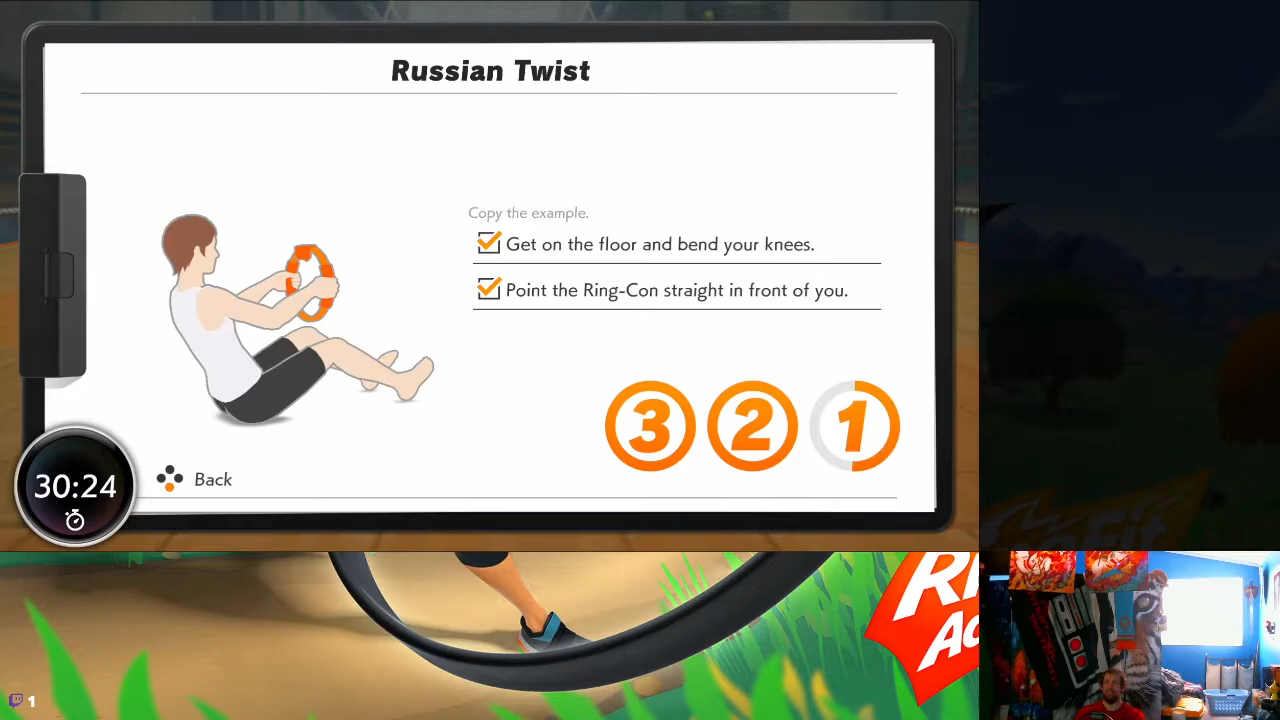 Russian Twist
Copy the example.
Get on the floor and bend your knees.
Point the Ring-Con straight in front of you.
3 2 1
30:24
Back
1